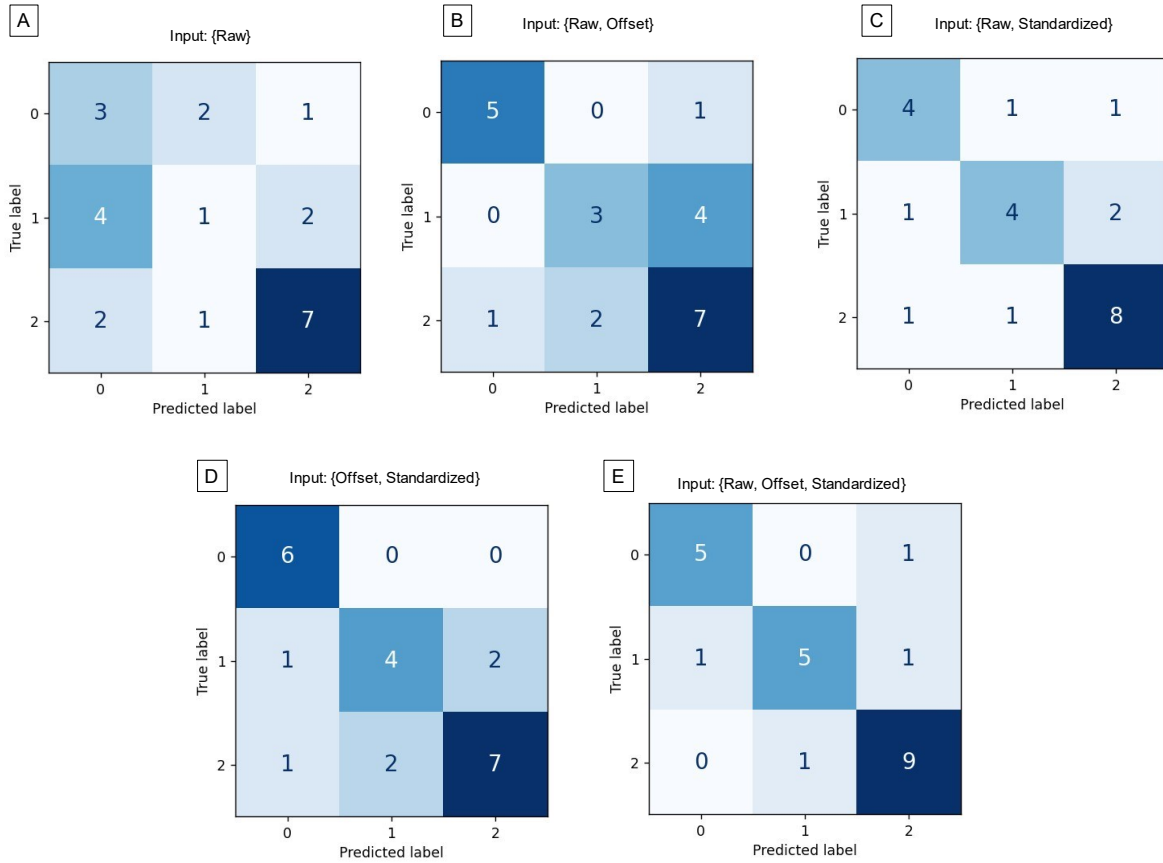 A
Input: {Raw}
0
3 2 1
True label
1
4 1 2
2
2 1 7
0 1 2
Predicted label
B
Input: {Raw, Offset}
0
5 0 1
True label
1
0 3 4
2
1 2 7
0 1 2
Predicted label
C
Input: {Raw, Standardized}
0
4 1 1
True label
1
1 4 2
2
1 1 8
0 1 2
Predicted label
D
Input: {Offset, Standardized}
0
6 0 0
True label
1
1 4 2
2
1 2 7
0 1 2
Predicted label
E
Input: {Raw, Offset, Standardized}
0
5 0 1
True label
1
1 5 1
2
0 1 9
0 1 2
Predicted label